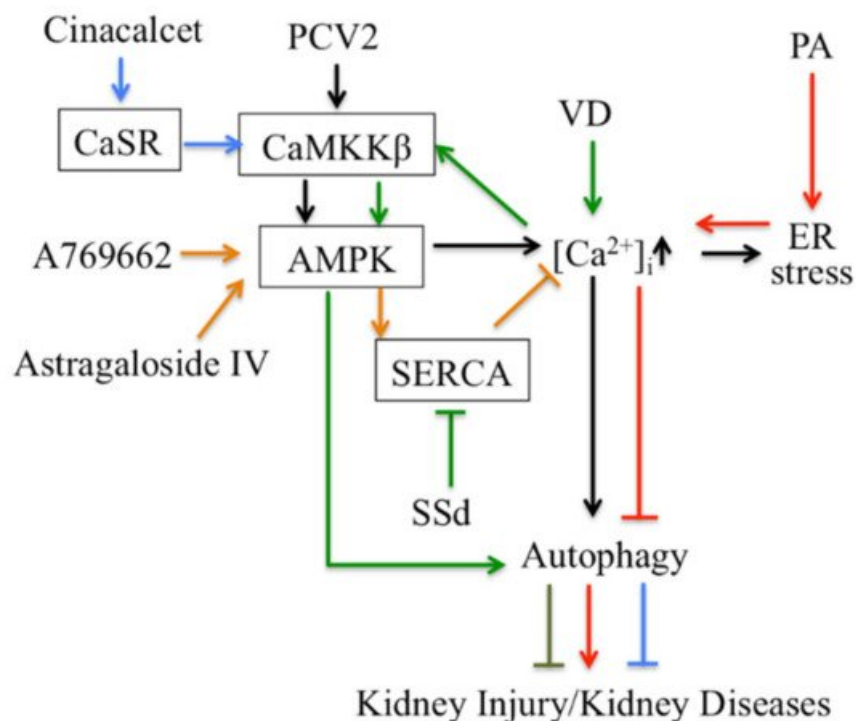 Cinacalcet
PCV2
PA
CaSR
CaMKKβ
VD
A769662
AMPK
[Ca²⁺]ᵢ
ER
stress
Astragaloside IV
SERCA
SSd
Autophagy
Kidney Injury/Kidney Diseases